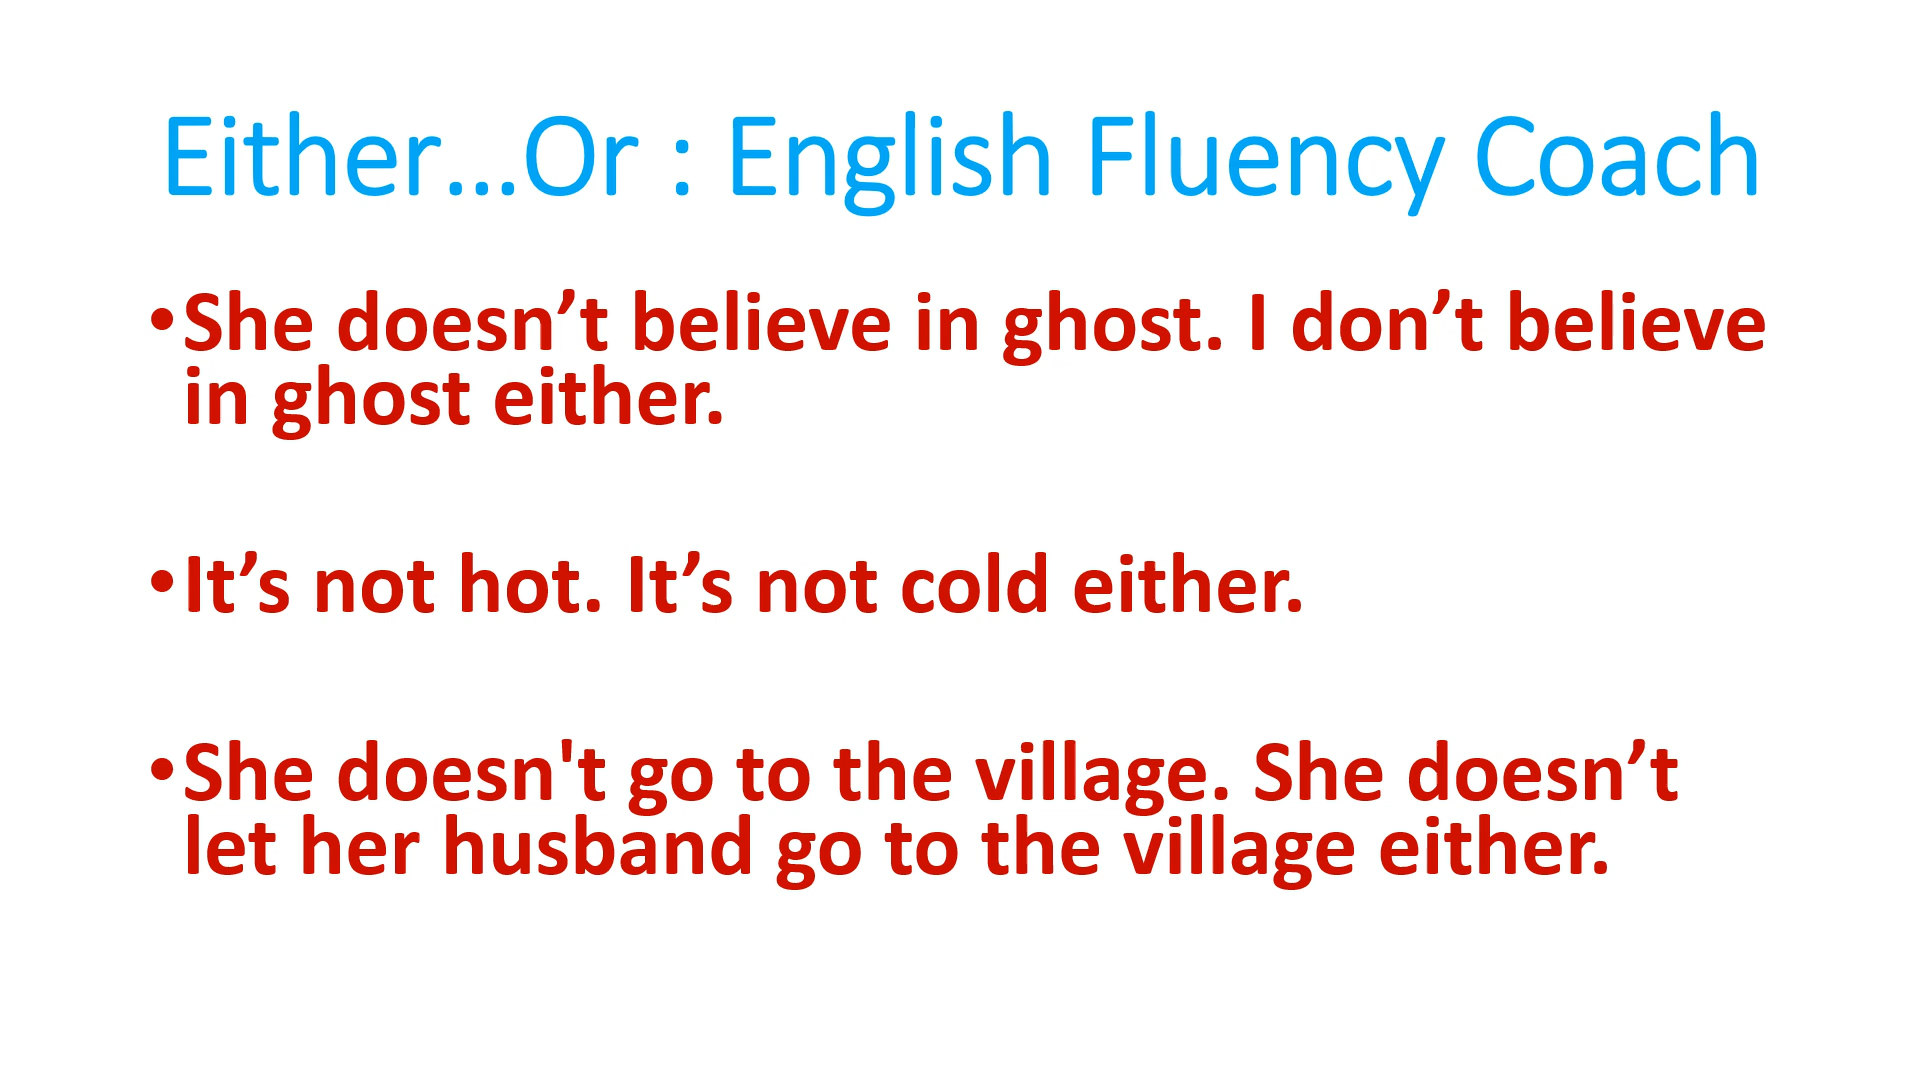 Either…Or : English Fluency Coach
•She doesn’t believe in ghost. I don’t believe
in ghost either.
•It’s not hot. It’s not cold either.
•She doesn't go to the village. She doesn’t
let her husband go to the village either.